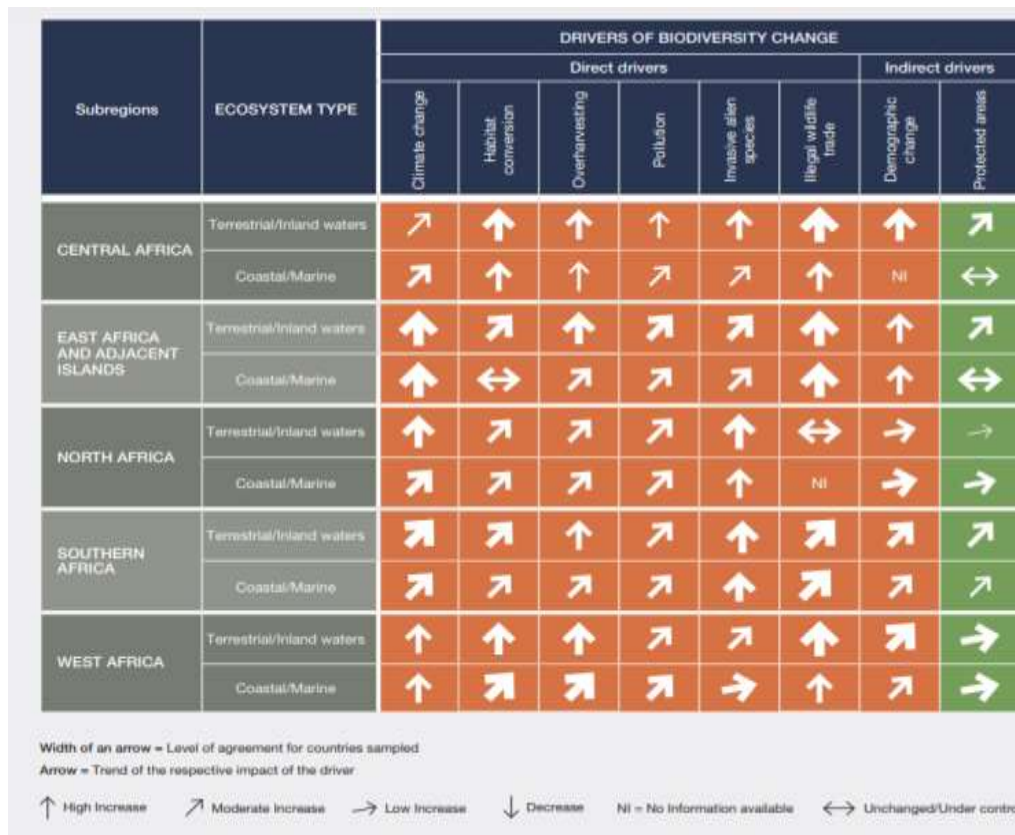 DRIVERS OF BIODIVERSITY CHANGE
Direct drivers
Indirect drivers
Subregions
ECOSYSTEM TYPE
Climate change
Habitat
conversion
Overharvesting
Pollution
Invasive alien
species
Illegal wildlife
trade
Demographic
change
Protected areas
CENTRAL AFRICA
Terrestrial/Inland waters
Coastal/Marine
NI
EAST AFRICA
AND ADJACENT
ISLANDS
Terrestrial/Inland waters
Coastal/Marine
NORTH AFRICA
Terrestrial/Inland waters
Coastal/Marine
NI
SOUTHERN
AFRICA
Terrestrial/Inland waters
Coastal/Marine
WEST AFRICA
Terrestrial/Inland waters
Coastal/Marine
Width of an arrow = Level of agreement for countries sampled
Arrow = Trend of the respective impact of the driver
High Increase
Moderate Increase
Low Increase
Decrease
NI = No Information available
Unchanged/Under contro